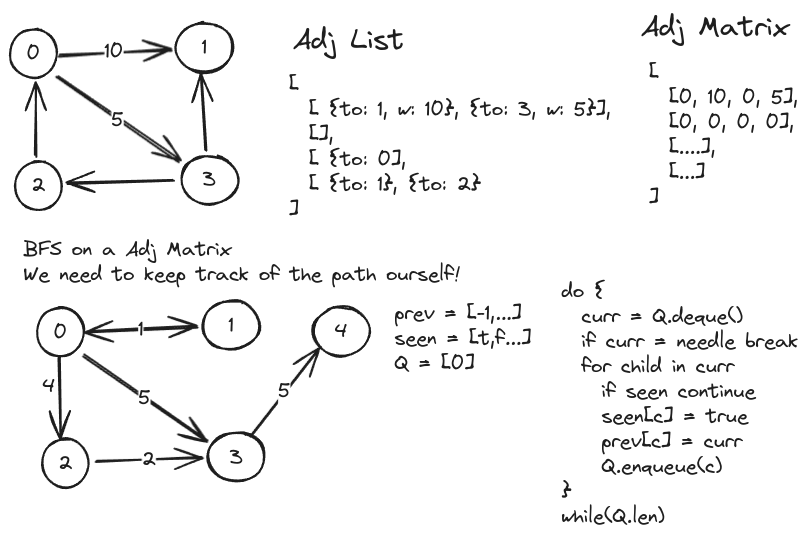 0
10
1
5
2
3
Adj List
[
[ {to: 1, w: 10}, {to: 3, w: 5}],
[],
[ {to: 0],
[ {to: 1}, {to: 2}
]
Adj Matrix
[
[0, 10, 0, 5],
[0, 0, 0, 0],
[....],
[...]
]
BFS on a Adj Matrix
We need to keep track of the path ourself!
0
1
1
4
4
5
5
2
2
3
prev = [-1,...]
seen = [t,f...]
Q = [0]
do {
curr = Q.deque()
if curr = needle break
for child in curr
if seen continue
seen[c] = true
prev[c] = curr
Q.enqueue(c)
}
while(Q.len)